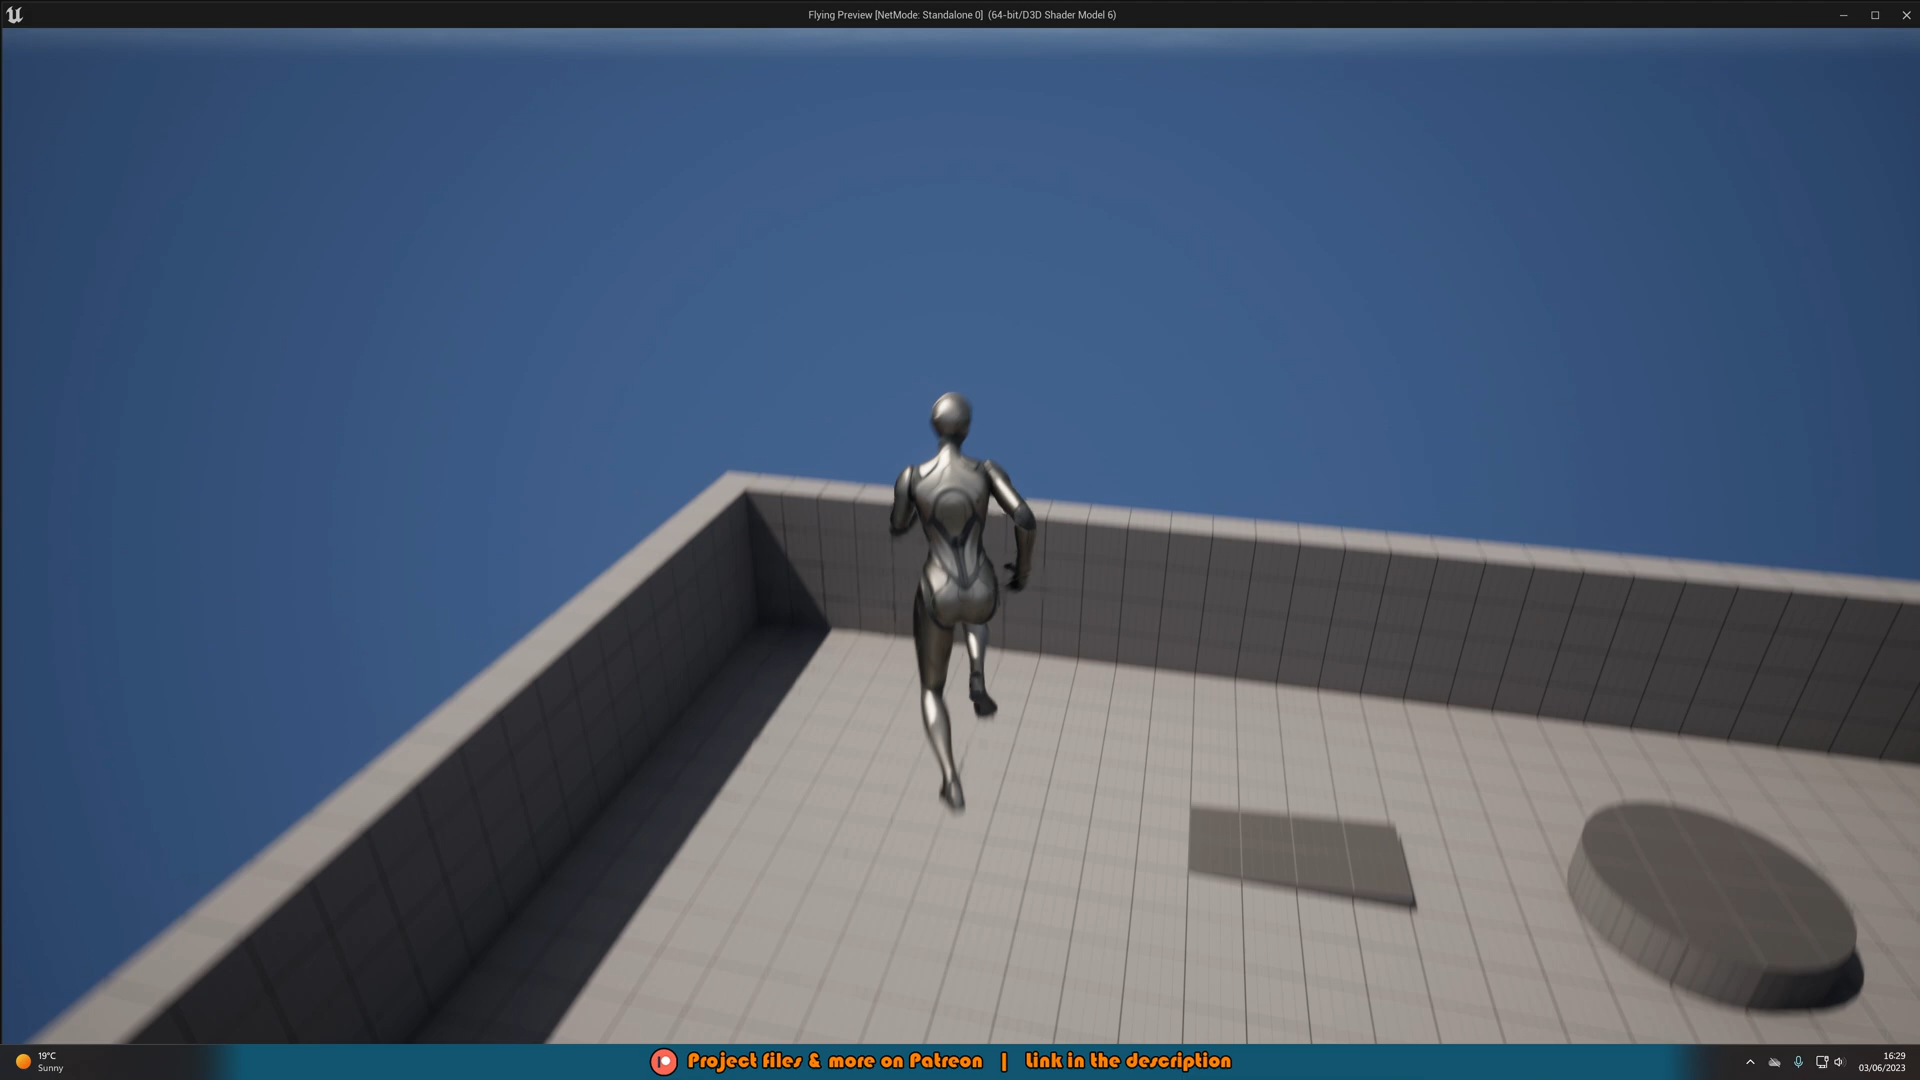 Flying Preview [NetMode: Standalone 0] (64-bit/D3D Shader Model 6)
19°C
Sunny
Project files & more on Patreon | Link in the description
16:29
03/06/2023